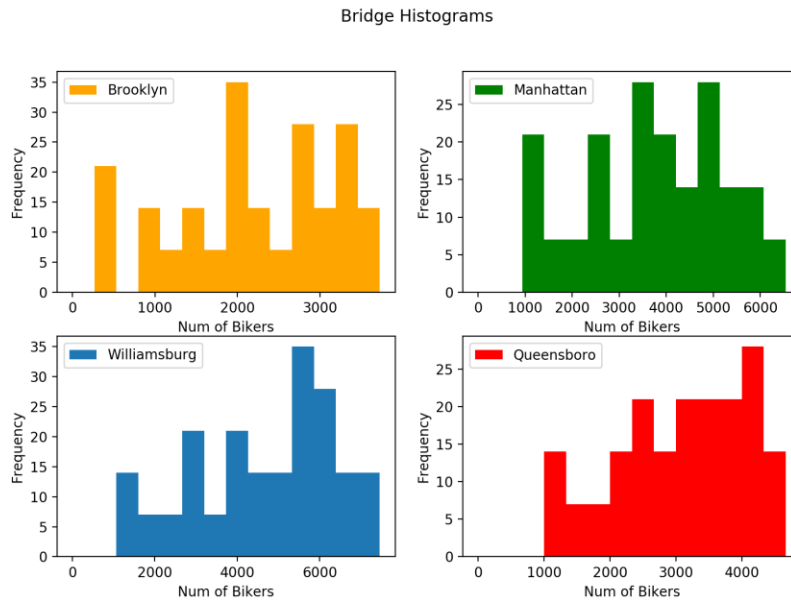 Bridge Histograms
Brooklyn
Frequency
35
30
25
20
15
10
5
0
0 1000 2000 3000
Num of Bikers
Manhattan
Frequency
25
20
15
10
5
0
0 1000 2000 3000 4000 5000 6000
Num of Bikers
Williamsburg
Frequency
35
30
25
20
15
10
5
0
0 2000 4000 6000
Num of Bikers
Queensboro
Frequency
25
20
15
10
5
0
0 1000 2000 3000 4000
Num of Bikers